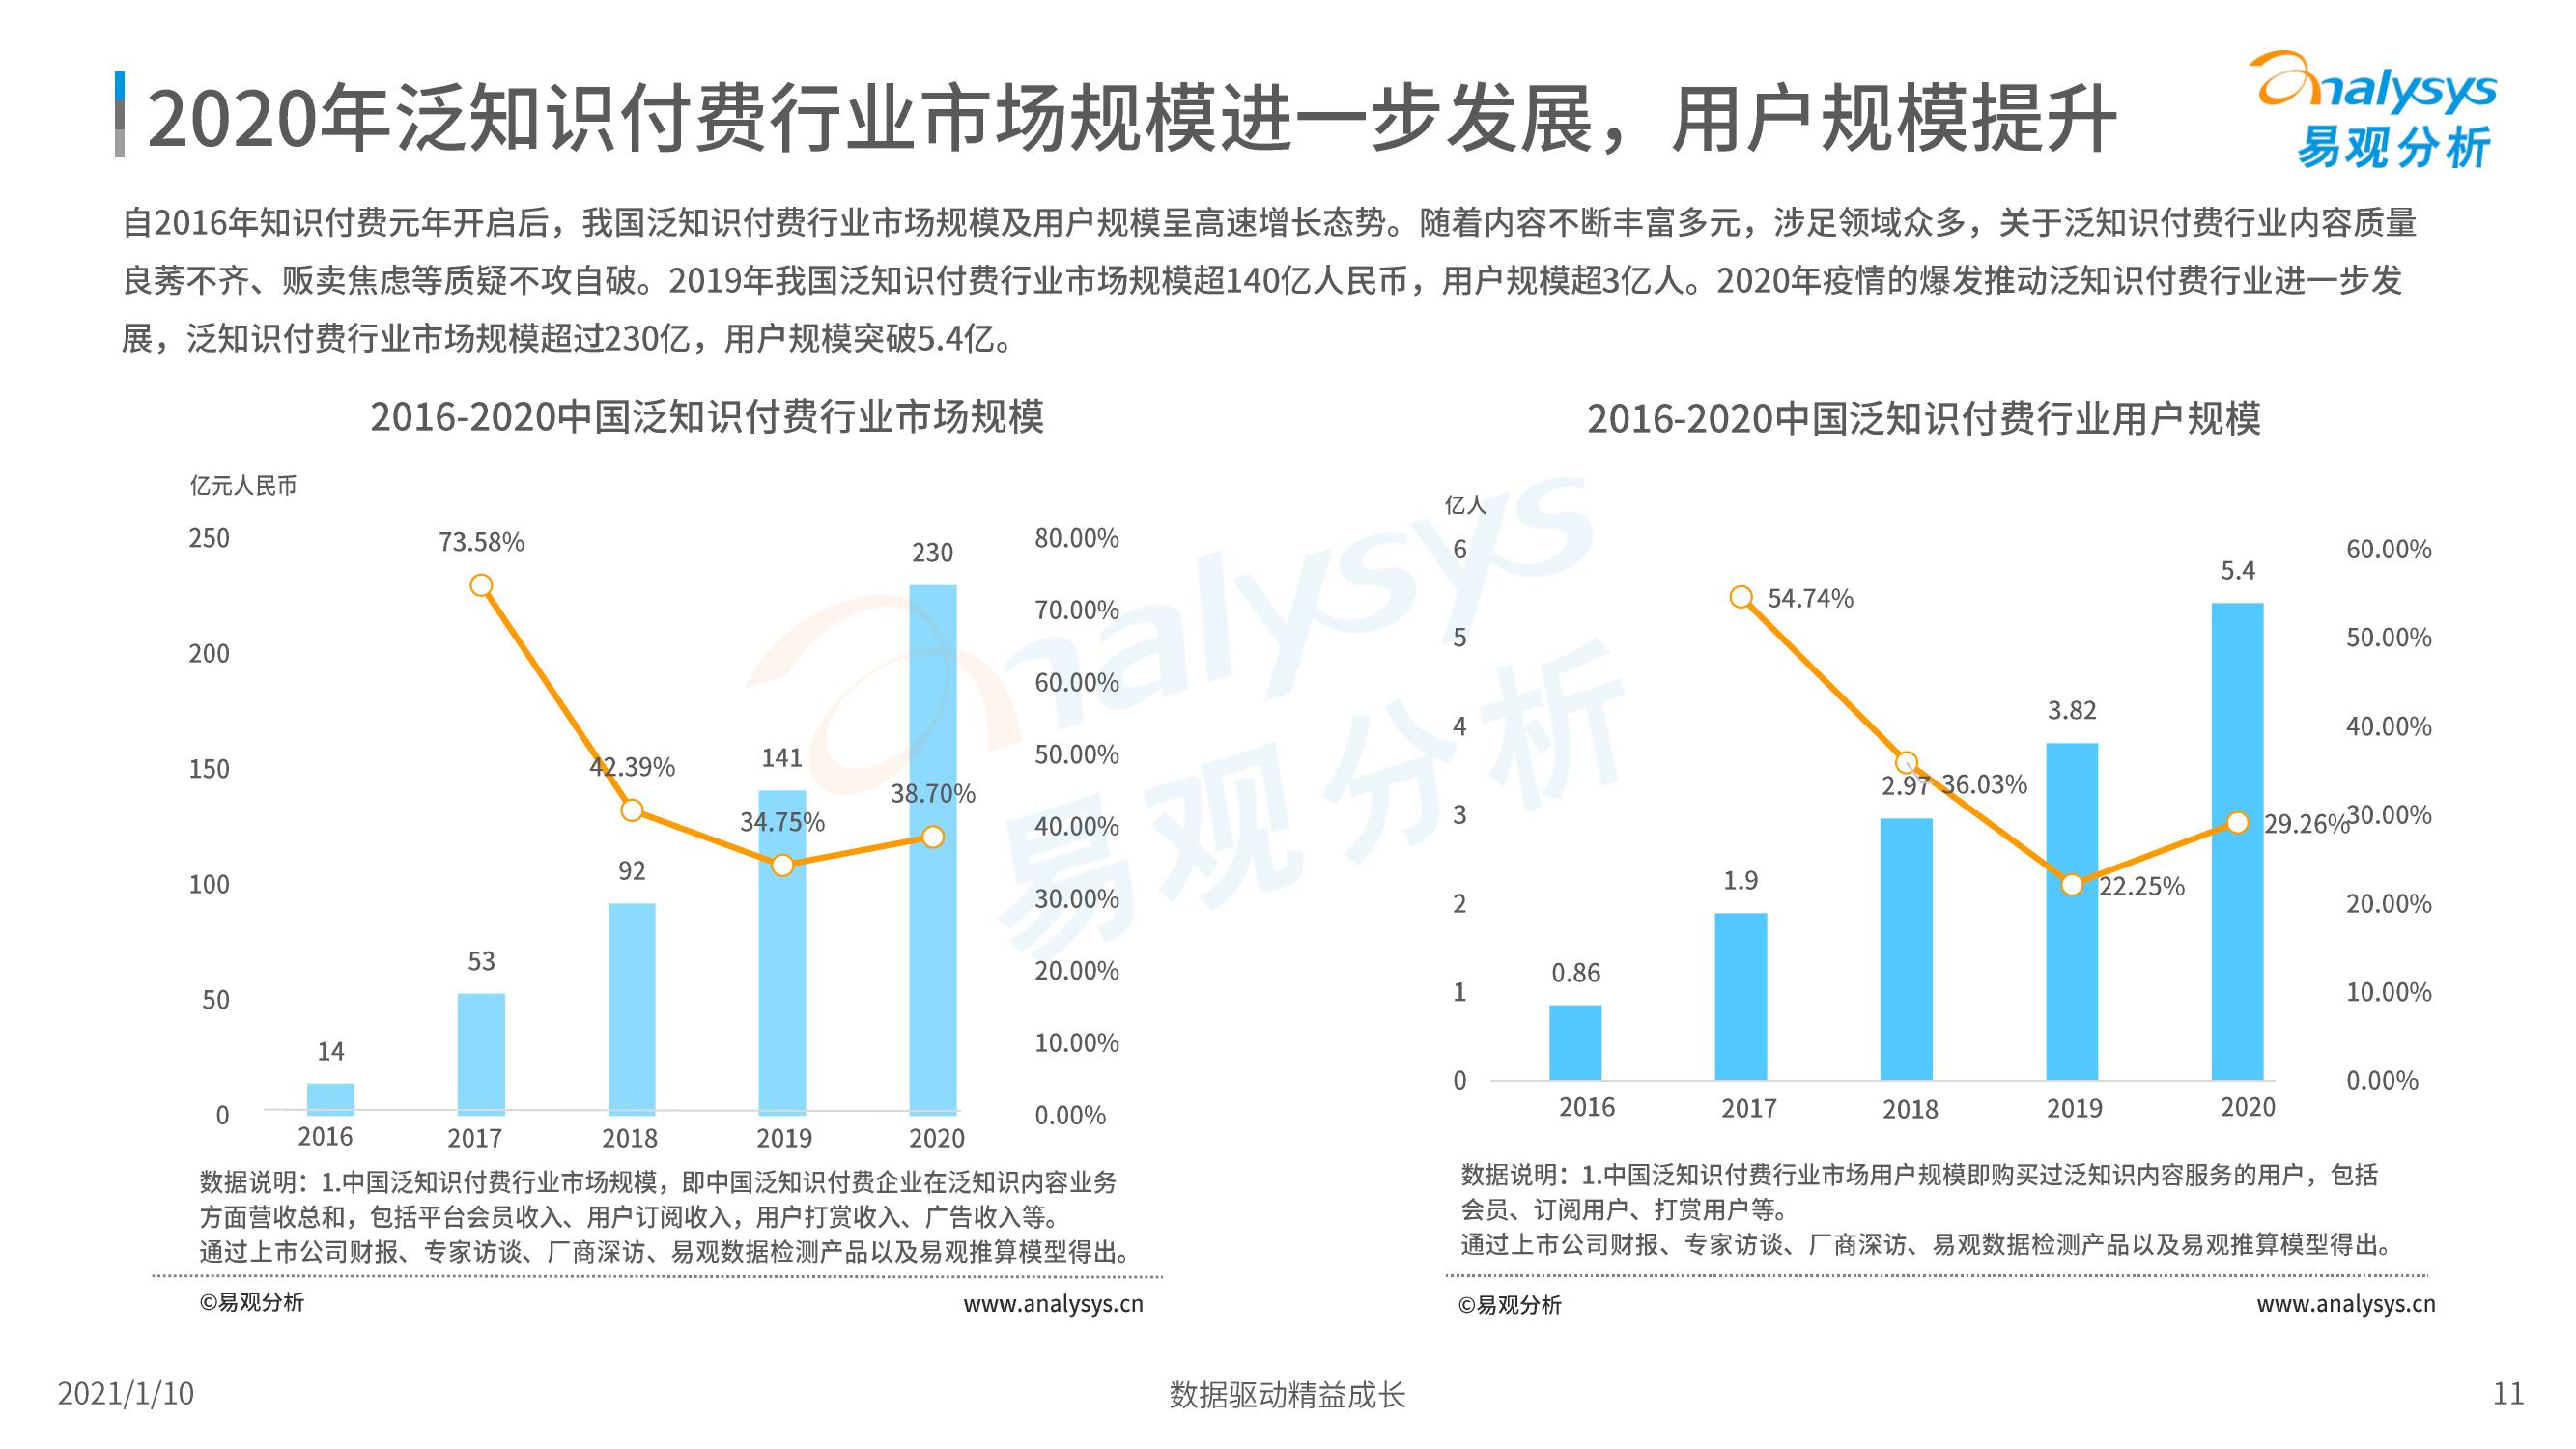 2020年泛知识付费行业市场规模进一步发展，用户规模提升
analysys
易观分析
自2016年知识付费元年开启后，我国泛知识付费行业市场规模及用户规模呈高速增长态势。随着内容不断丰富多元，涉足领域众多，关于泛知识付费行业内容质量
良莠不齐、贩卖焦虑等质疑不攻自破。2019年我国泛知识付费行业市场规模超140亿人民币，用户规模超3亿人。2020年疫情的爆发推动泛知识付费行业进一步发
展，泛知识付费行业市场规模超过230亿，用户规模突破5.4亿。
2016-2020中国泛知识付费行业市场规模
亿元人民币
250
200
150
100
50
0
73.58%
42.39%
34.75%
38.70%
14
53
92
141
230
80.00%
70.00%
60.00%
50.00%
40.00%
30.00%
20.00%
10.00%
0.00%
2016
2017
2018
2019
2020
数据说明：1.中国泛知识付费行业市场规模，即中国泛知识付费企业在泛知识内容业务
方面营收总和，包括平台会员收入、用户订阅收入，用户打赏收入、广告收入等。
通过上市公司财报、专家访谈、厂商深访、易观数据检测产品以及易观推算模型得出。
©易观分析
www.analysys.cn
2016-2020中国泛知识付费行业用户规模
亿人
6
5
4
3
2
1
0
54.74%
36.03%
22.25%
29.26%
0.86
1.9
2.97
3.82
5.4
60.00%
50.00%
40.00%
30.00%
20.00%
10.00%
0.00%
2016
2017
2018
2019
2020
数据说明：1.中国泛知识付费行业市场用户规模即购买过泛知识内容服务的用户，包括
会员、订阅用户、打赏用户等。
通过上市公司财报、专家访谈、厂商深访、易观数据检测产品以及易观推算模型得出。
©易观分析
www.analysys.cn
analysys
易观分析
2021/1/10
数据驱动精益成长
11